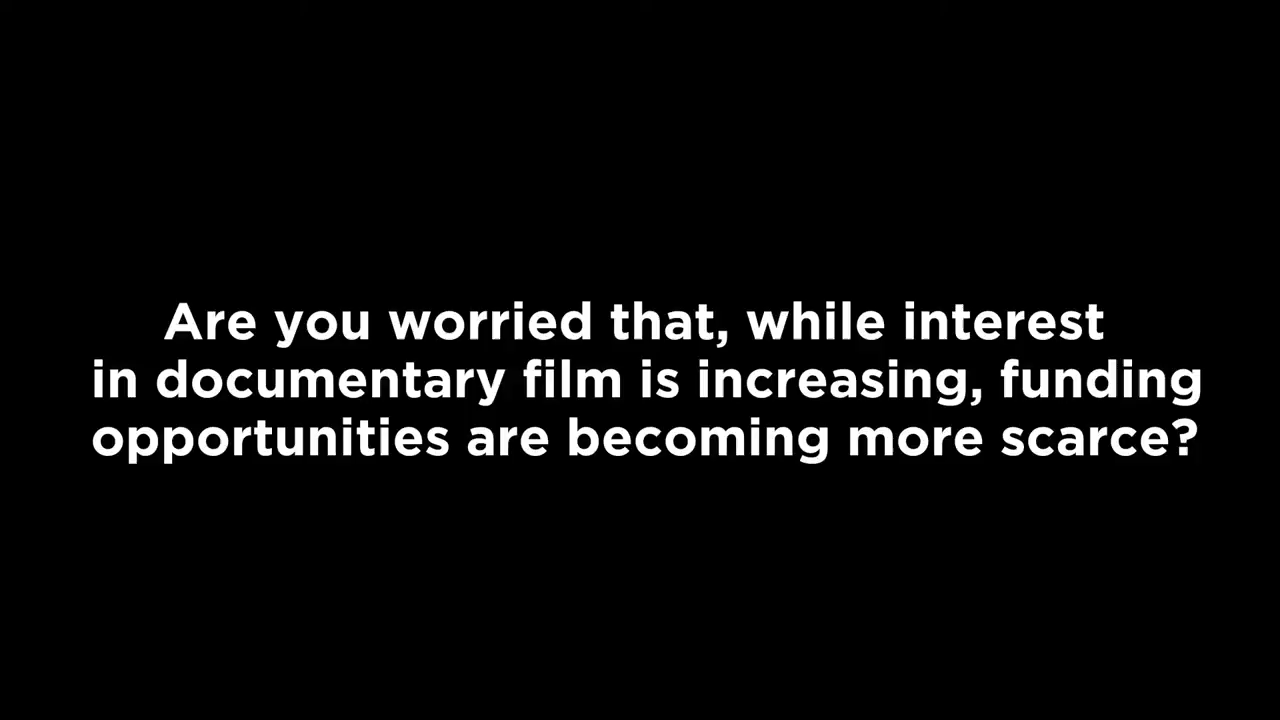 Are you worried that, while interest
in documentary film is increasing, funding
opportunities are becoming more scarce?